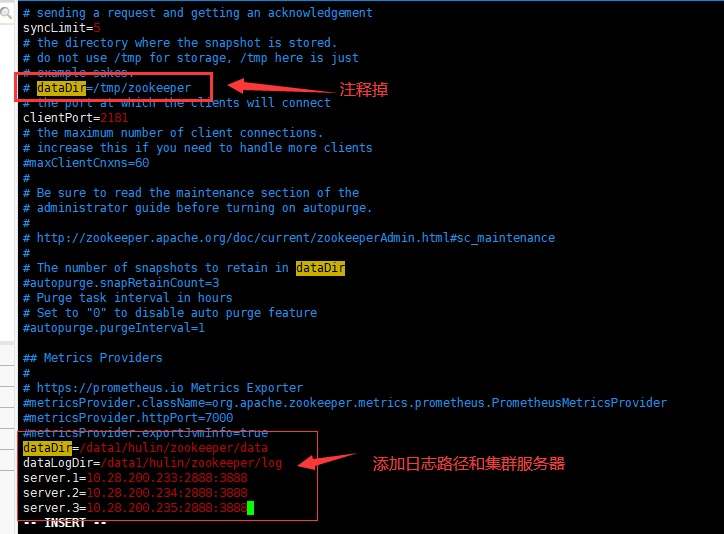 # sending a request and getting an acknowledgement
syncLimit=5
# the directory where the snapshot is stored.
# do not use /tmp for storage, /tmp here is just
# example sakes.
# dataDir=/tmp/zookeeper
注释掉
# the port at which the clients will connect
clientPort=2181
# the maximum number of client connections.
# increase this if you need to handle more clients
#maxClientCnxns=60
#
# Be sure to read the maintenance section of the
# administrator guide before turning on autopurge.
#
# http://zookeeper.apache.org/doc/current/zookeeperAdmin.html#sc_maintenance
#
# The number of snapshots to retain in dataDir
#autopurge.snapRetainCount=3
# Purge task interval in hours
# Set to "0" to disable auto purge feature
#autopurge.purgeInterval=1
## Metrics Providers
#
# https://prometheus.io Metrics Exporter
#metricsProvider.className=org.apache.zookeeper.metrics.prometheus.PrometheusMetricsProvider
#metricsProvider.httpPort=7000
#metricsProvider.exportJvmInfo=true
dataDir=/data1/hulin/zookeeper/data
dataLogDir=/data1/hulin/zookeeper/log
添加日志路径和集群服务器
server.1=10.28.200.233:2888:3888
server.2=10.28.200.234:2888:3888
server.3=10.28.200.235:2888:3888
-- INSERT --